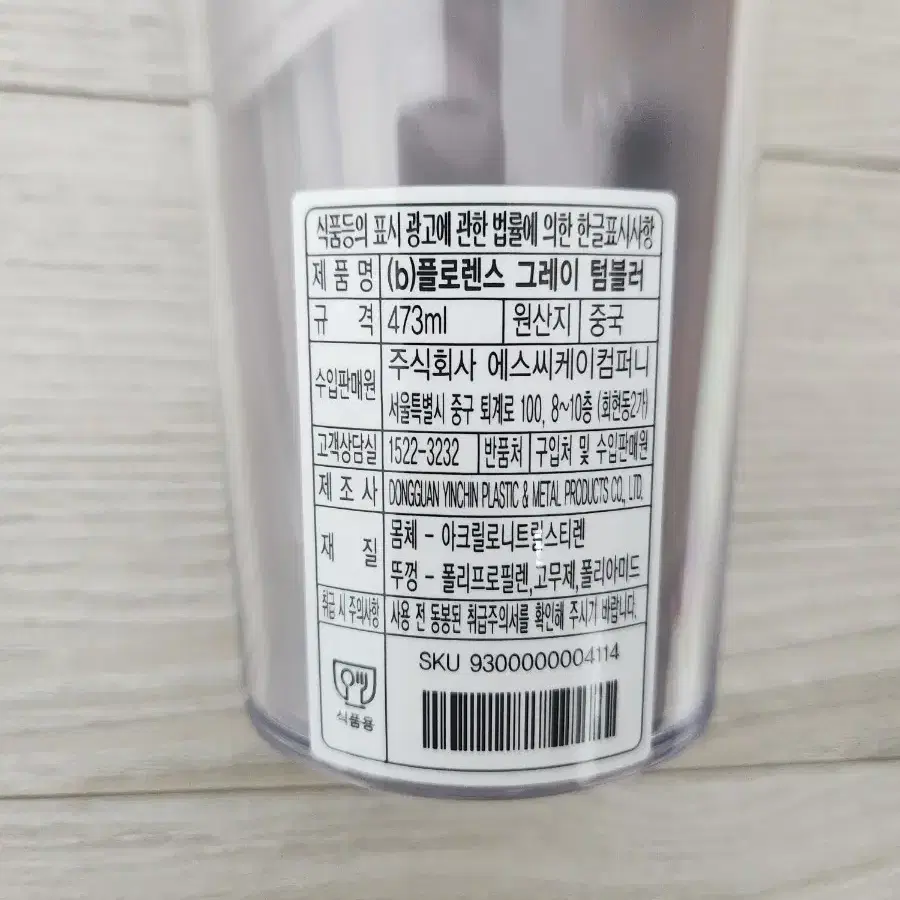 식품등의 표시 광고에 관한 법률에 의한 한글표시사항
제 품 명 (b)플로렌스 그레이 텀블러
규 격 473ml 원산지 중국
수입판매원 주식회사 에스씨케이컴퍼니
서울특별시 중구 퇴계로 100, 8~10층 (회현동2가)
고객상담실 1522-3232 반품처 구입처 및 수입판매원
제 조 사 DONGGUAN YINCHIN PLASTIC & METAL PRODUCTS CO., LTD.
재 질 몸체 - 아크릴로니트릴스티렌
뚜껑 - 폴리프로필렌,고무제,폴리아미드
취급 시 주의사항 사용 전 동봉된 취급주의서를 확인해 주시기 바랍니다.
SKU 9300000004114
식품용